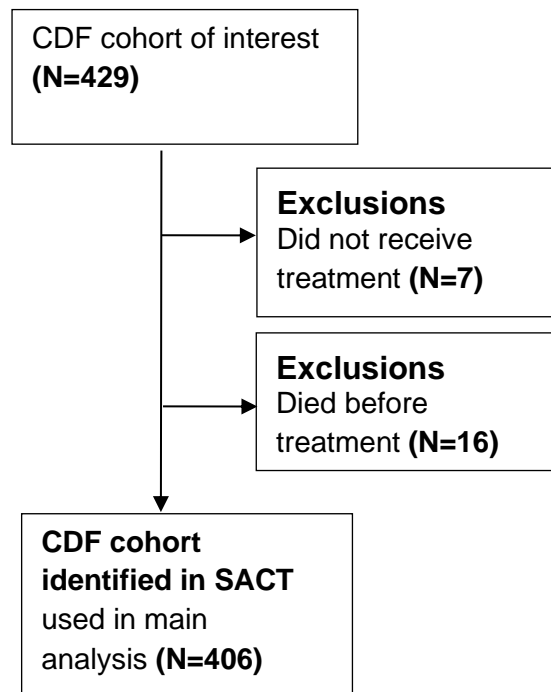 CDF cohort of interest
(N=429)
Exclusions
Did not receive
treatment (N=7)
Exclusions
Died before
treatment (N=16)
CDF cohort
identified in SACT
used in main
analysis (N=406)